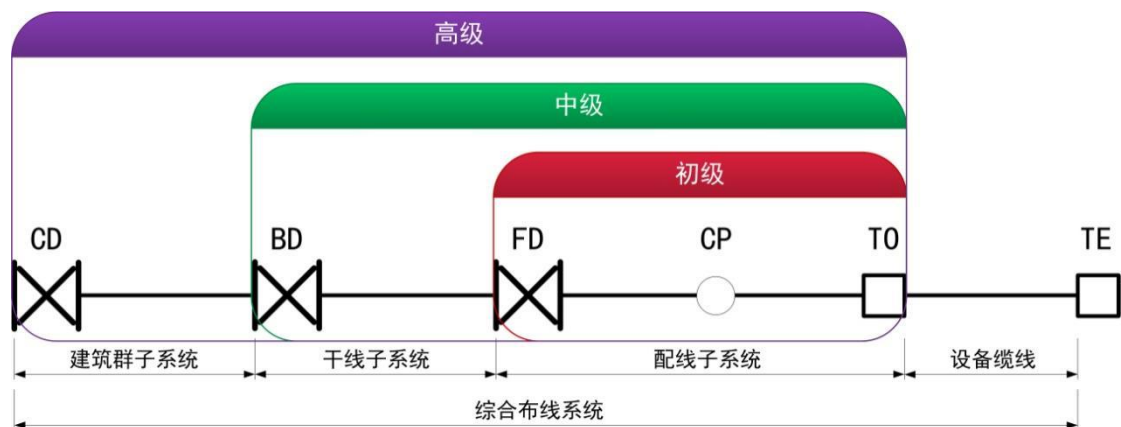 高级
中级
初级
CD BD FD CP TO TE
建筑群子系统 干线子系统 配线子系统 设备缆线
综合布线系统